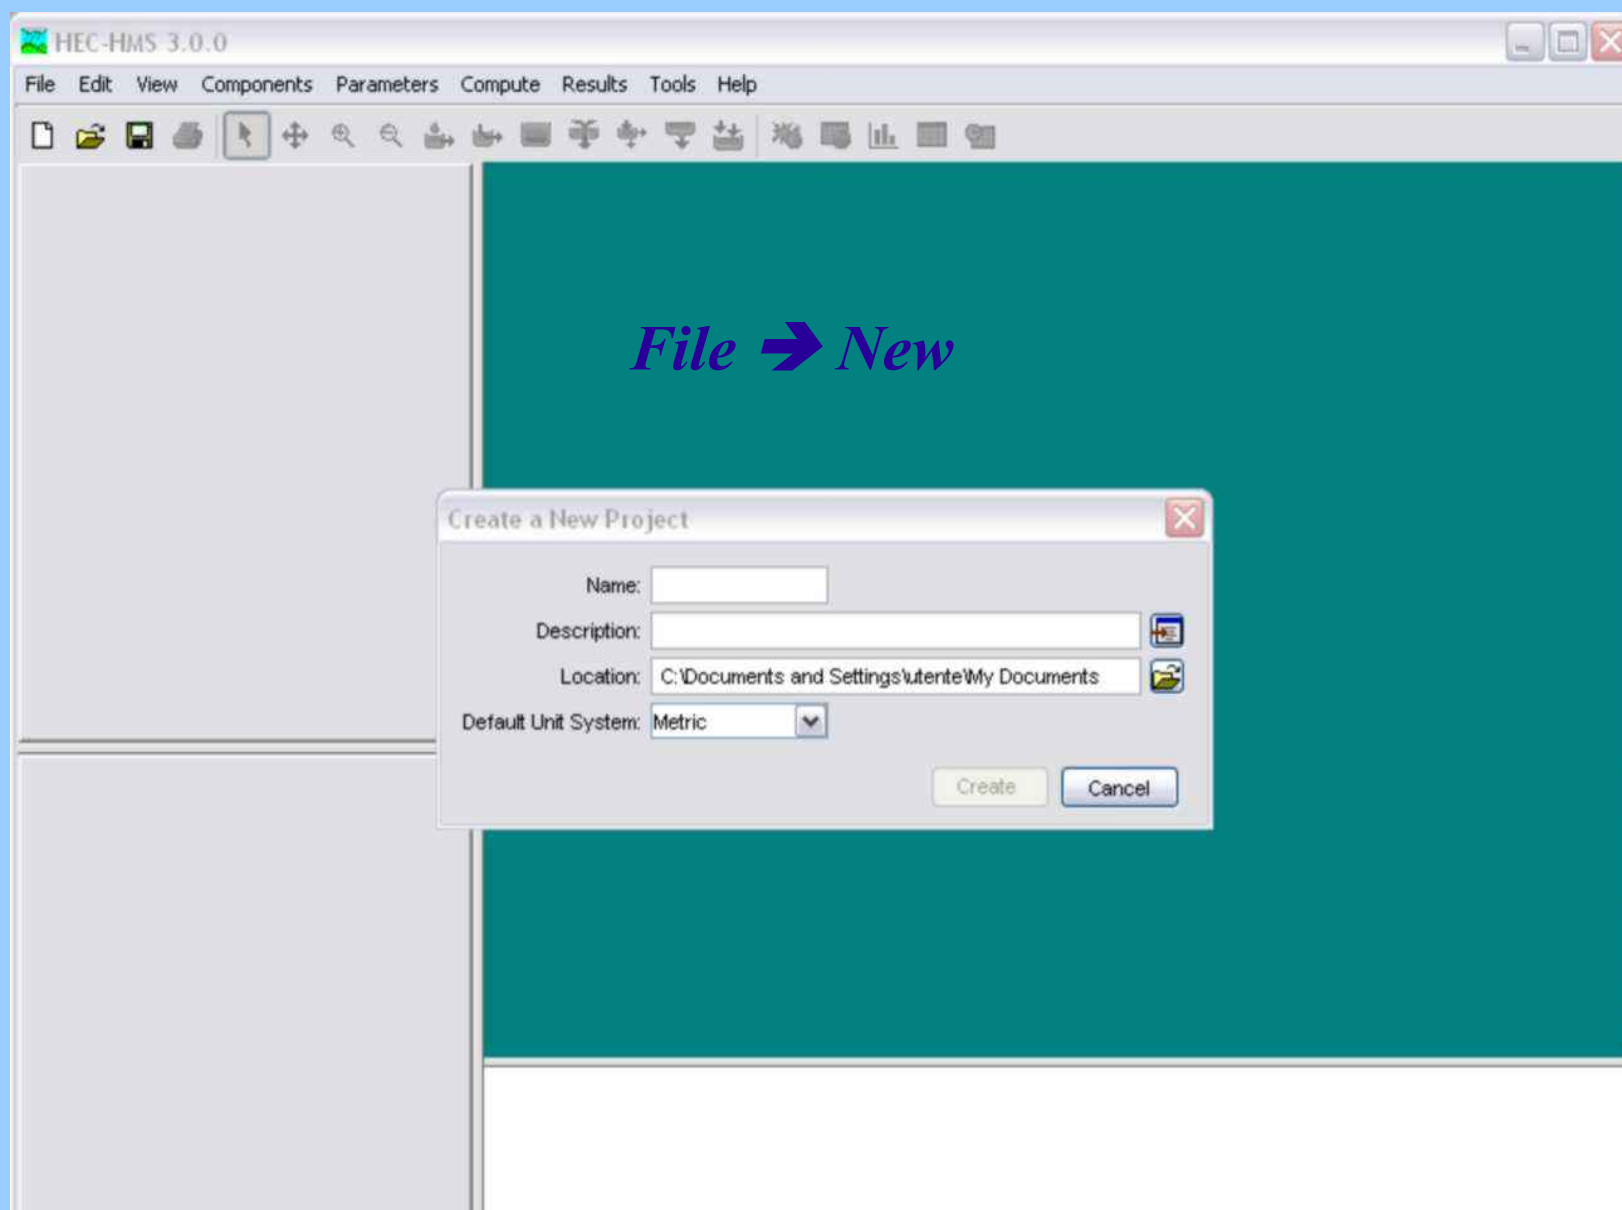 HEC-HMS 3.0.0
File Edit View Components Parameters Compute Results Tools Help
File ➔ New
Create a New Project
Name:
Description:
Location: C:\Documents and Settings\utente\My Documents
Default Unit System: Metric
Create Cancel